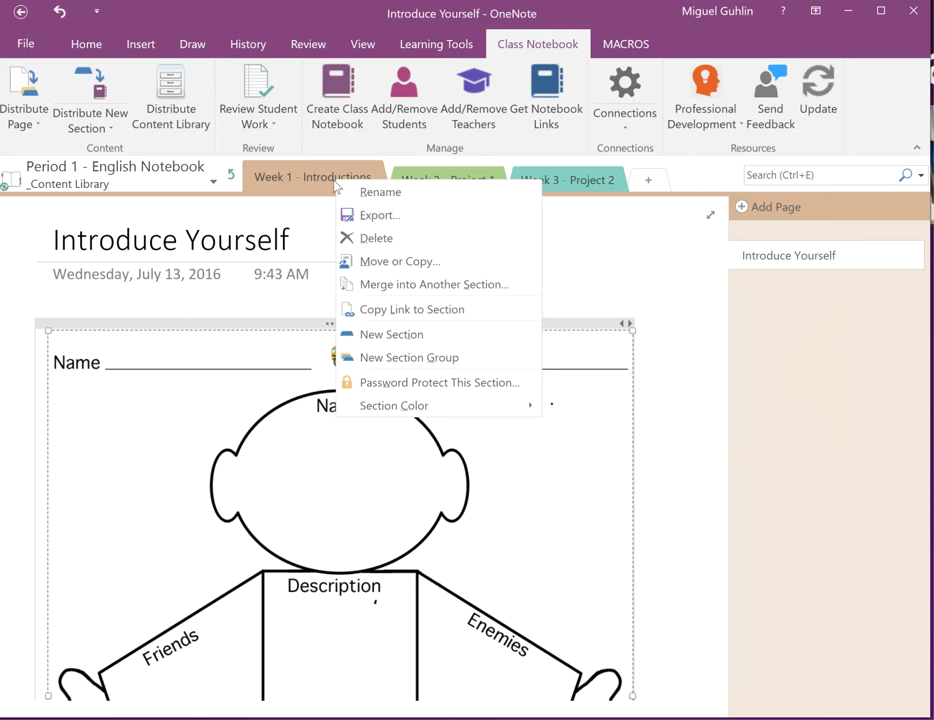 Introduce Yourself - OneNote
Miguel Guhlin
?
File
Home
Insert
Draw
History
Review
View
Learning Tools
Class Notebook
MACROS
Distribute
Page
Distribute New
Section
Distribute
Content Library
Review Student
Work
Create Class
Notebook
Add/Remove
Students
Add/Remove
Teachers
Get Notebook
Links
Connections
Professional
Development
Send
Feedback
Update
Content
Review
Manage
Connections
Resources
Period 1 - English Notebook
_Content Library
5
Week 1 - Introductions
Week 2 - Project 1
Week 3 - Project 2
+
Search (Ctrl+E)
Add Page
Introduce Yourself
Introduce Yourself
Wednesday, July 13, 2016 9:43 AM
Rename
Export...
Delete
Move or Copy...
Merge into Another Section...
Copy Link to Section
New Section
New Section Group
Password Protect This Section...
Section Color
Name
Description
Friends
Enemies